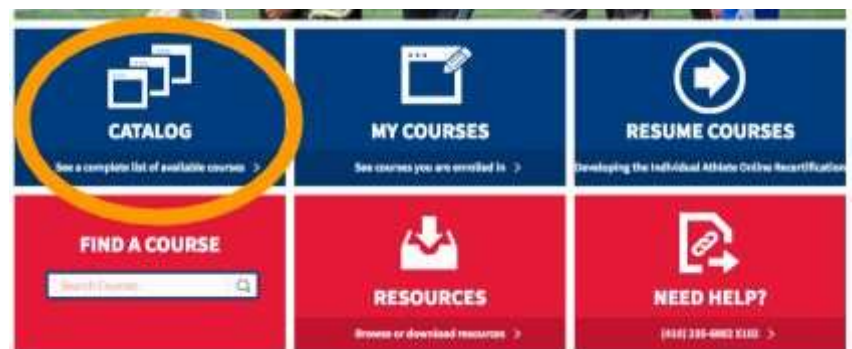 CATALOG
See a complete list of available courses >
MY COURSES
See courses you are enrolled in >
RESUME COURSES
Developing the Individual Athlete Online Recertification
FIND A COURSE
Search Courses
RESOURCES
Browse or download resources >
NEED HELP?